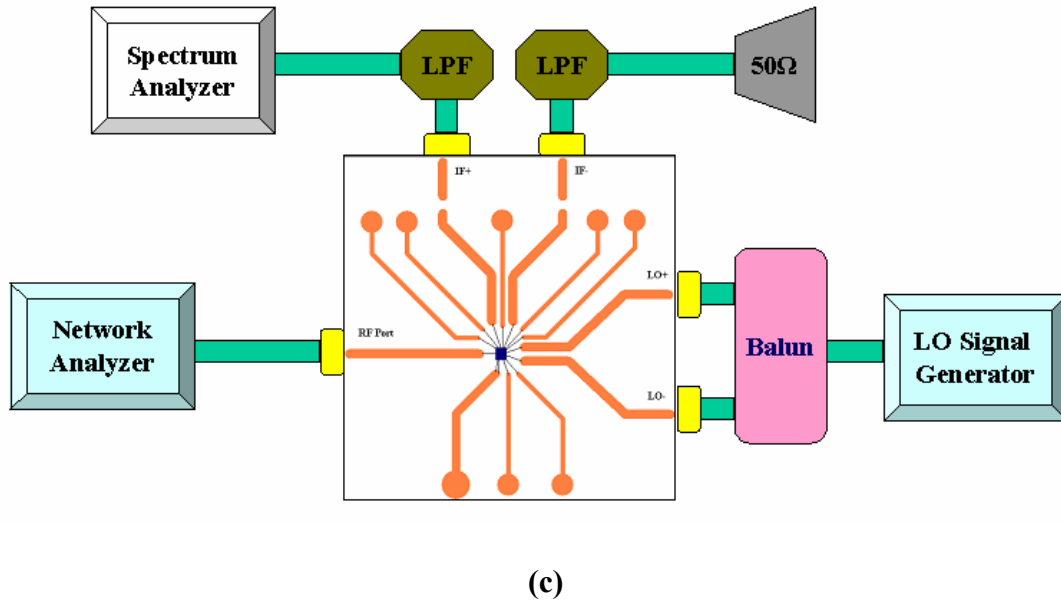 Spectrum
Analyzer
LPF
LPF
50Ω
IF+
IF-
LO+
Network
Analyzer
RF Port
Balun
LO Signal
Generator
LO-
(c)